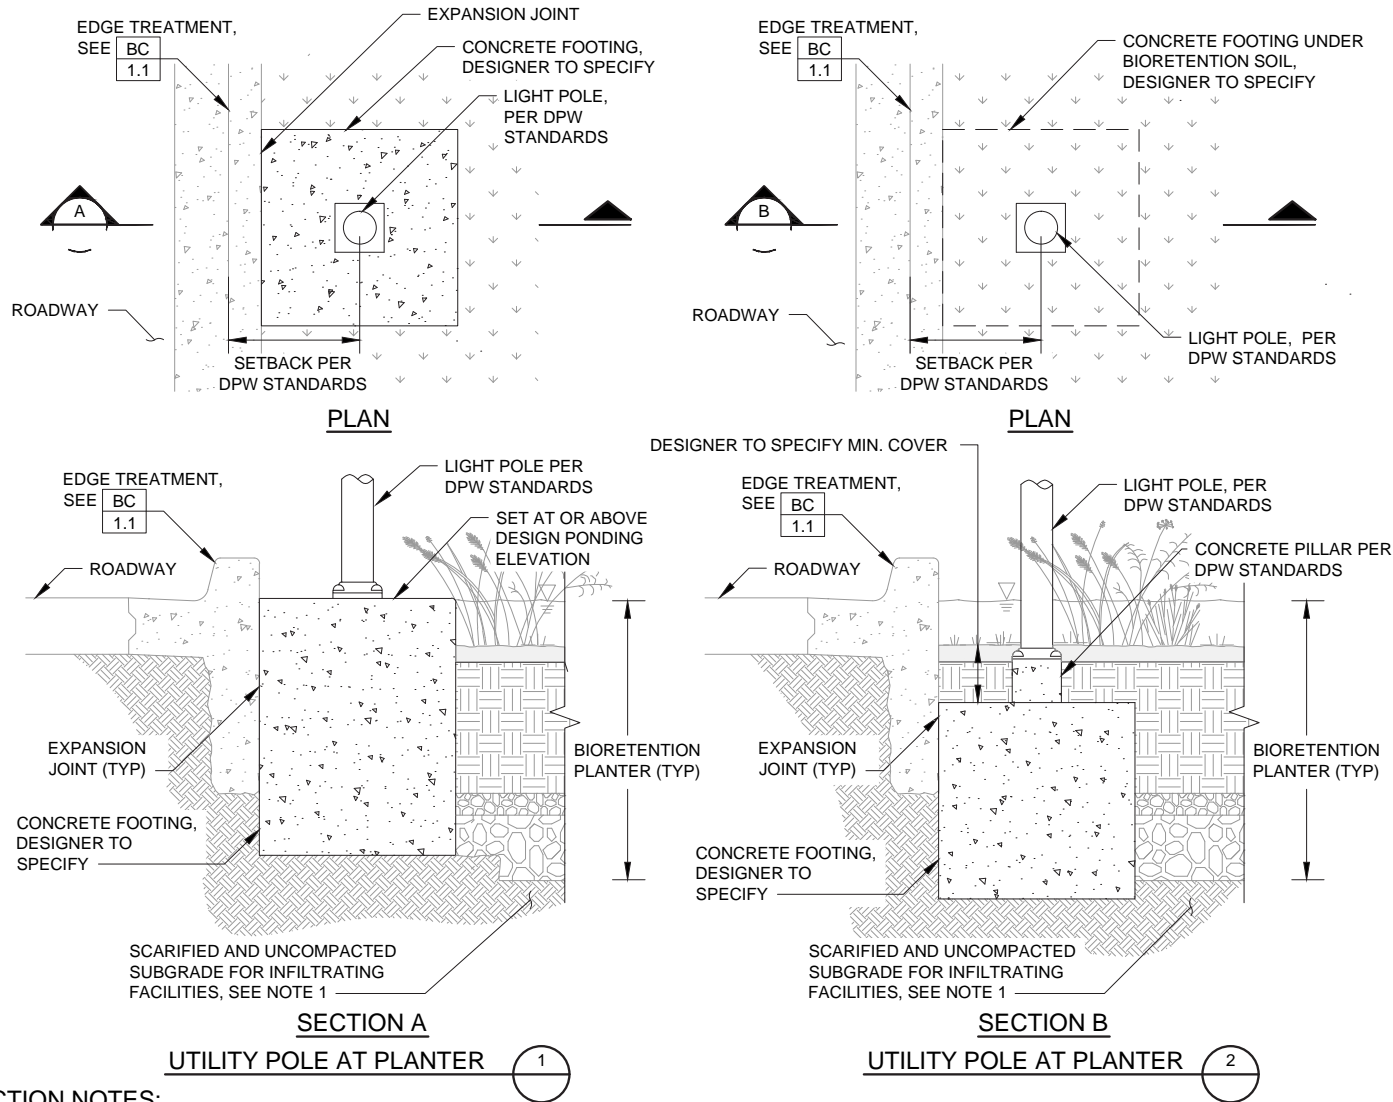 EXPANSION JOINT
EDGE TREATMENT,
SEE BC
1.1
CONCRETE FOOTING,
DESIGNER TO SPECIFY
LIGHT POLE,
PER DPW
STANDARDS
A
ROADWAY
SETBACK PER
DPW STANDARDS
PLAN
EDGE TREATMENT,
SEE BC
1.1
CONCRETE FOOTING UNDER
BIORETENTION SOIL,
DESIGNER TO SPECIFY
B
ROADWAY
LIGHT POLE, PER
DPW STANDARDS
SETBACK PER
DPW STANDARDS
PLAN
EDGE TREATMENT,
SEE BC
1.1
LIGHT POLE PER
DPW STANDARDS
SET AT OR ABOVE
DESIGN PONDING
ELEVATION
ROADWAY
EXPANSION
JOINT (TYP)
BIORETENTION
PLANTER (TYP)
CONCRETE FOOTING,
DESIGNER TO
SPECIFY
SCARIFIED AND UNCOMPACTED
SUBGRADE FOR INFILTRATING
FACILITIES, SEE NOTE 1
SECTION A
UTILITY POLE AT PLANTER 1
DESIGNER TO SPECIFY MIN. COVER
EDGE TREATMENT,
SEE BC
1.1
LIGHT POLE, PER
DPW STANDARDS
CONCRETE PILLAR PER
DPW STANDARDS
ROADWAY
EXPANSION
JOINT (TYP)
BIORETENTION
PLANTER (TYP)
CONCRETE FOOTING,
DESIGNER TO
SPECIFY
SCARIFIED AND UNCOMPACTED
SUBGRADE FOR INFILTRATING
FACILITIES, SEE NOTE 1
SECTION B
UTILITY POLE AT PLANTER 2
NOTES: